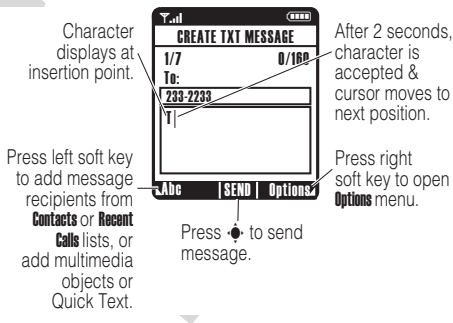 Character
displays at
insertion point.
CREATE TXT MESSAGE
1/7 0/160
To:
233-2233
T
Abc SEND Options
After 2 seconds,
character is
accepted &
cursor moves to
next position.
Press left soft key
to add message
recipients from
Contacts or Recent
Calls lists, or
add multimedia
objects or
Quick Text.
Press to send
message.
Press right
soft key to open
Options menu.